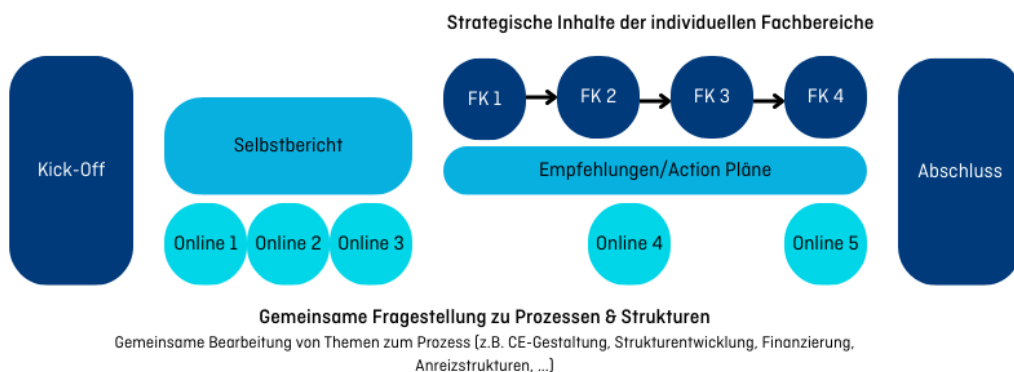 Strategische Inhalte der individuellen Fachbereiche
Kick-Off
Selbstbericht
FK 1
FK 2
FK 3
FK 4
Empfehlungen/Action Pläne
Abschluss
Online 1
Online 2
Online 3
Online 4
Online 5
Gemeinsame Fragestellung zu Prozessen & Strukturen
Gemeinsame Bearbeitung von Themen zum Prozess (z.B. CE-Gestaltung, Strukturentwicklung, Finanzierung,
Anreizstrukturen, ...)